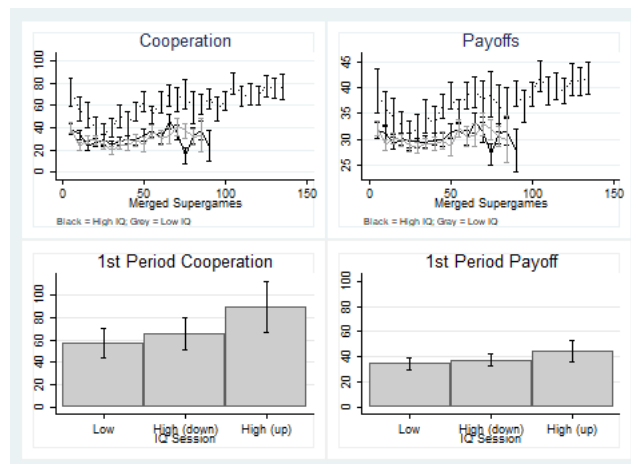 Cooperation
100
80
60
40
20
0
0 50 100 150
Merged Supergames
Black = High IQ; Grey = Low IQ
Payoffs
45
40
35
30
25
0 50 100 150
Merged Supergames
Black = High IQ; Gray = Low IQ
1st Period Cooperation
100
80
60
40
20
0
Low High (down) High (up)
IQ Session
1st Period Payoff
100
80
60
40
20
0
Low High (down) High (up)
IQ Session